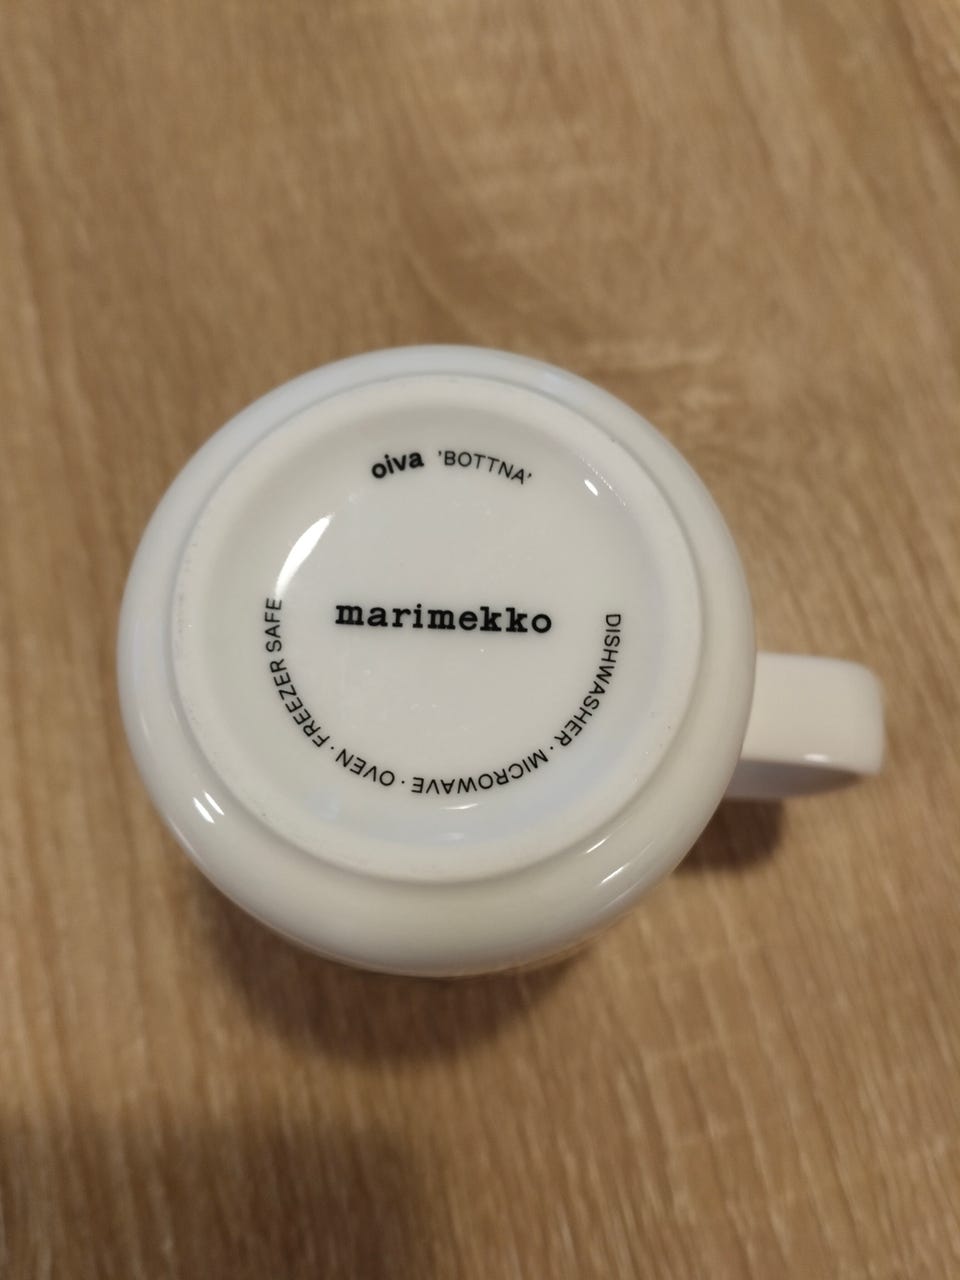 oiva 'BOTTNA'
marimekko
DISHWASHER · MICROWAVE · OVEN · FREEZER SAFE